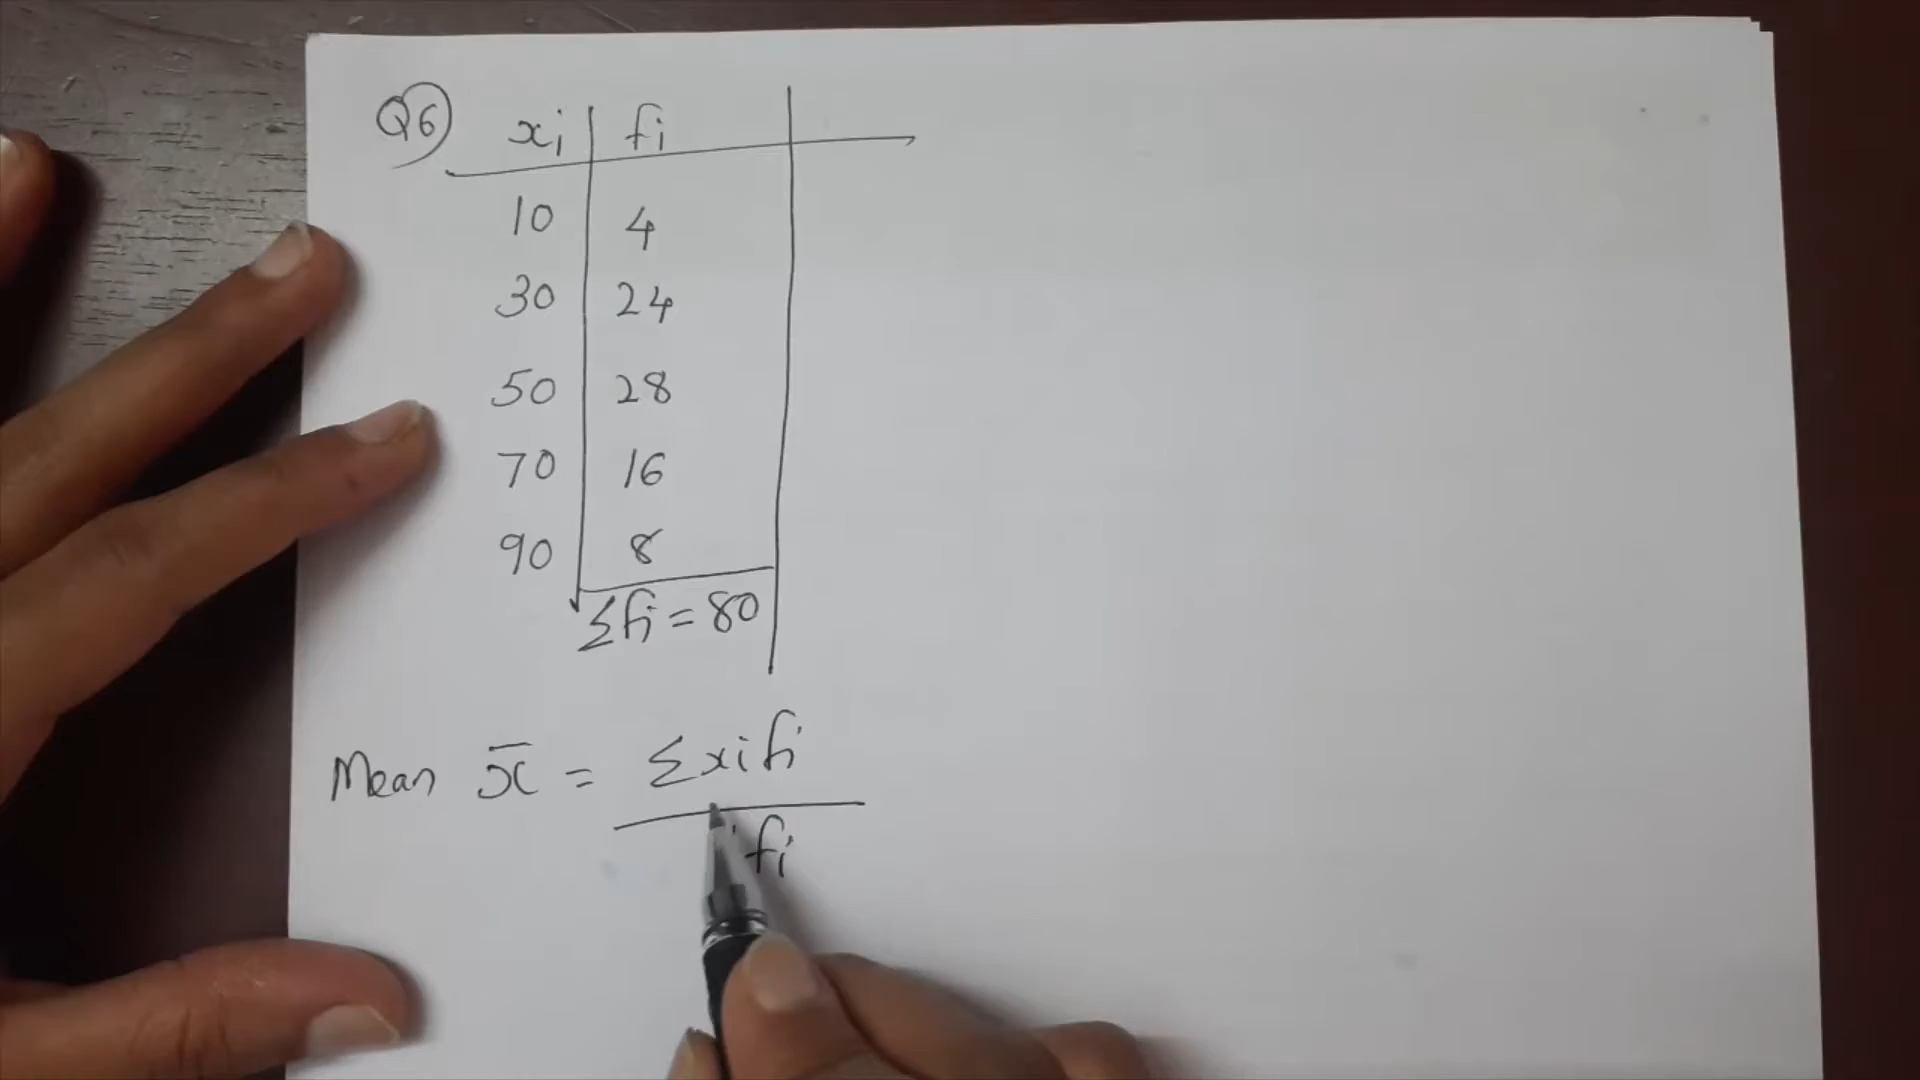 Q6 xi fi
10 4
30 24
50 28
70 16
90 8
Σfi = 80
Mean x̄ = Σxifi
fi